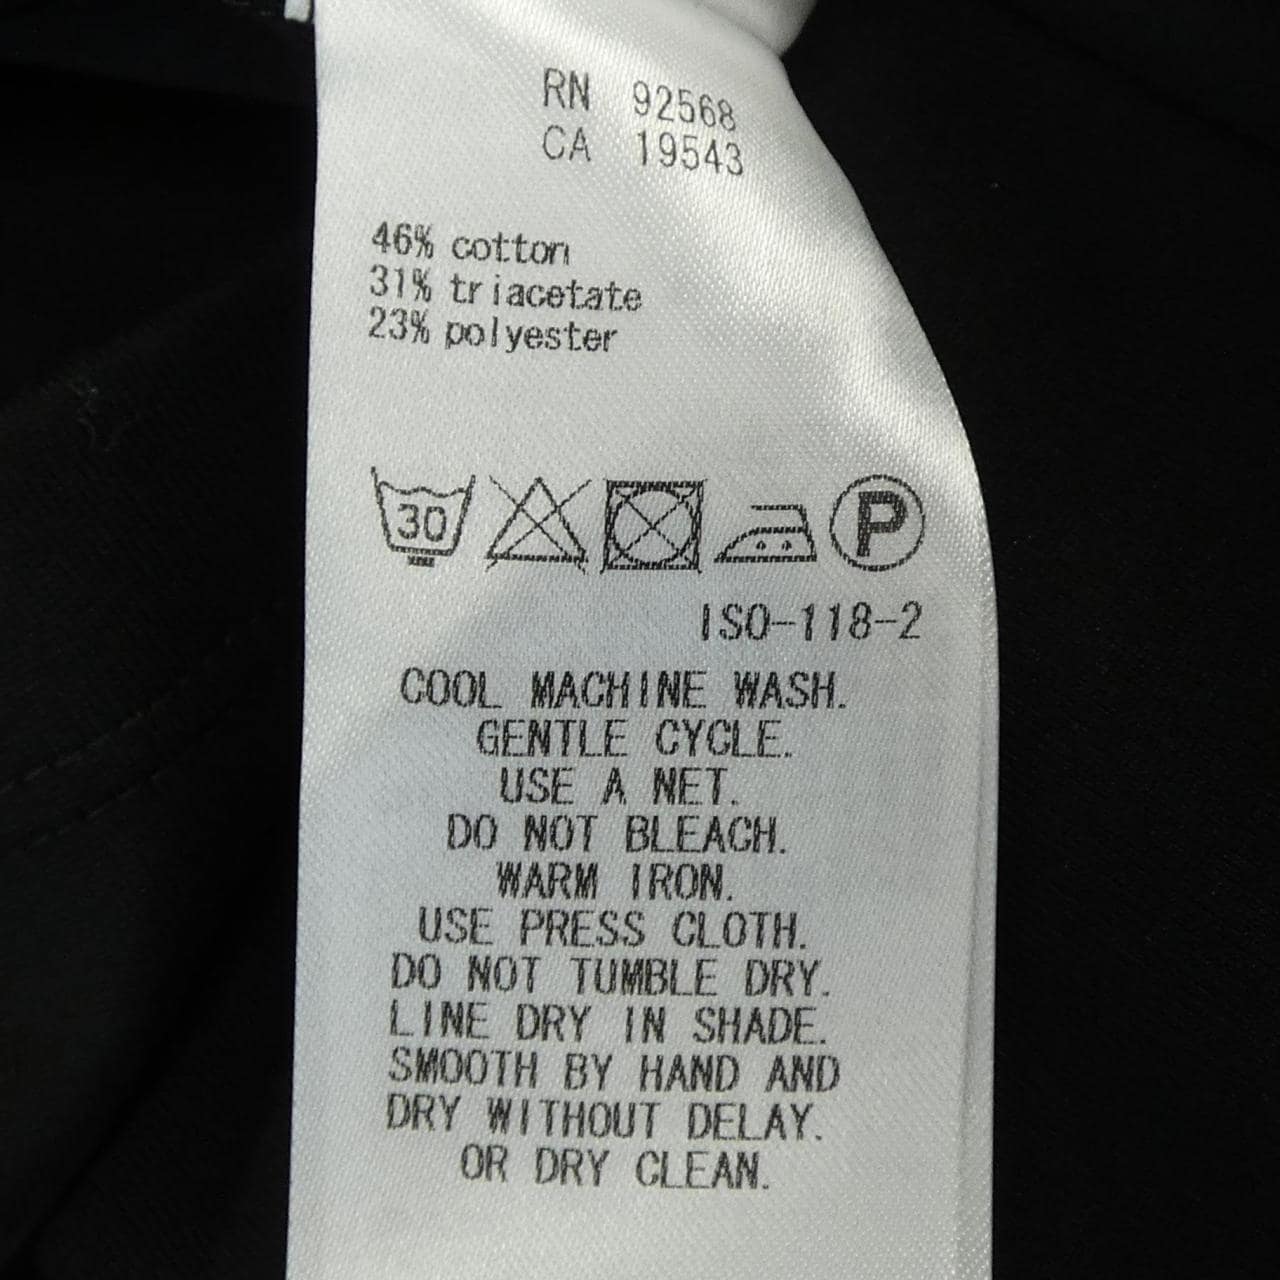 RN 92568
CA 19543
46% cotton
31% triacetate
23% polyester
30 P
ISO-118-2
COOL MACHINE WASH.
GENTLE CYCLE.
USE A NET.
DO NOT BLEACH.
WARM IRON.
USE PRESS CLOTH.
DO NOT TUMBLE DRY.
LINE DRY IN SHADE.
SMOOTH BY HAND AND
DRY WITHOUT DELAY.
OR DRY CLEAN.